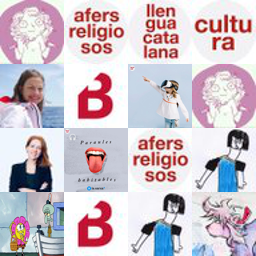 afers
religio
sos
llen
gua
cata
lana
cultu
ra
B
Paraules
habitables
afers
religio
sos
B